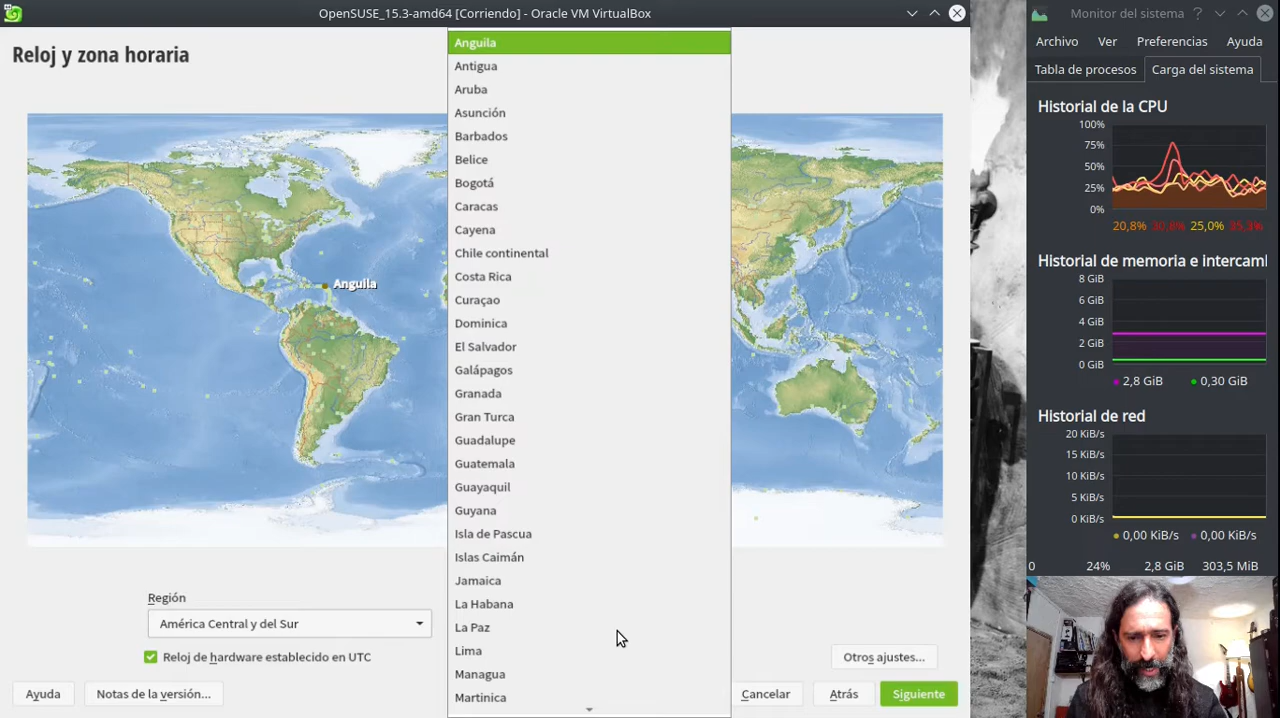 OpenSUSE_15.3-amd64 [Corriendo] - Oracle VM VirtualBox
Reloj y zona horaria
Anguila
Anguila
Antigua
Aruba
Asunción
Barbados
Belice
Bogotá
Caracas
Cayena
Chile continental
Costa Rica
Curaçao
Dominica
El Salvador
Galápagos
Granada
Gran Turca
Guadalupe
Guatemala
Guayaquil
Guyana
Isla de Pascua
Islas Caimán
Jamaica
La Habana
La Paz
Lima
Managua
Martinica
Región
América Central y del Sur
Reloj de hardware establecido en UTC
Otros ajustes...
Ayuda
Notas de la versión...
Cancelar
Atrás
Siguiente
Monitor del sistema
Archivo Ver Preferencias Ayuda
Tabla de procesos Carga del sistema
Historial de la CPU
100%
75%
50%
25%
0%
20,8% 30,8% 25,0% 35,3%
Historial de memoria e intercaml
8 GiB
6 GiB
4 GiB
2 GiB
0 GiB
2,8 GiB 0,30 GiB
Historial de red
20 KiB/s
15 KiB/s
10 KiB/s
5 KiB/s
0 KiB/s
0,00 KiB/s 0,00 KiB/s
0 24% 2,8 GiB 303,5 MiB